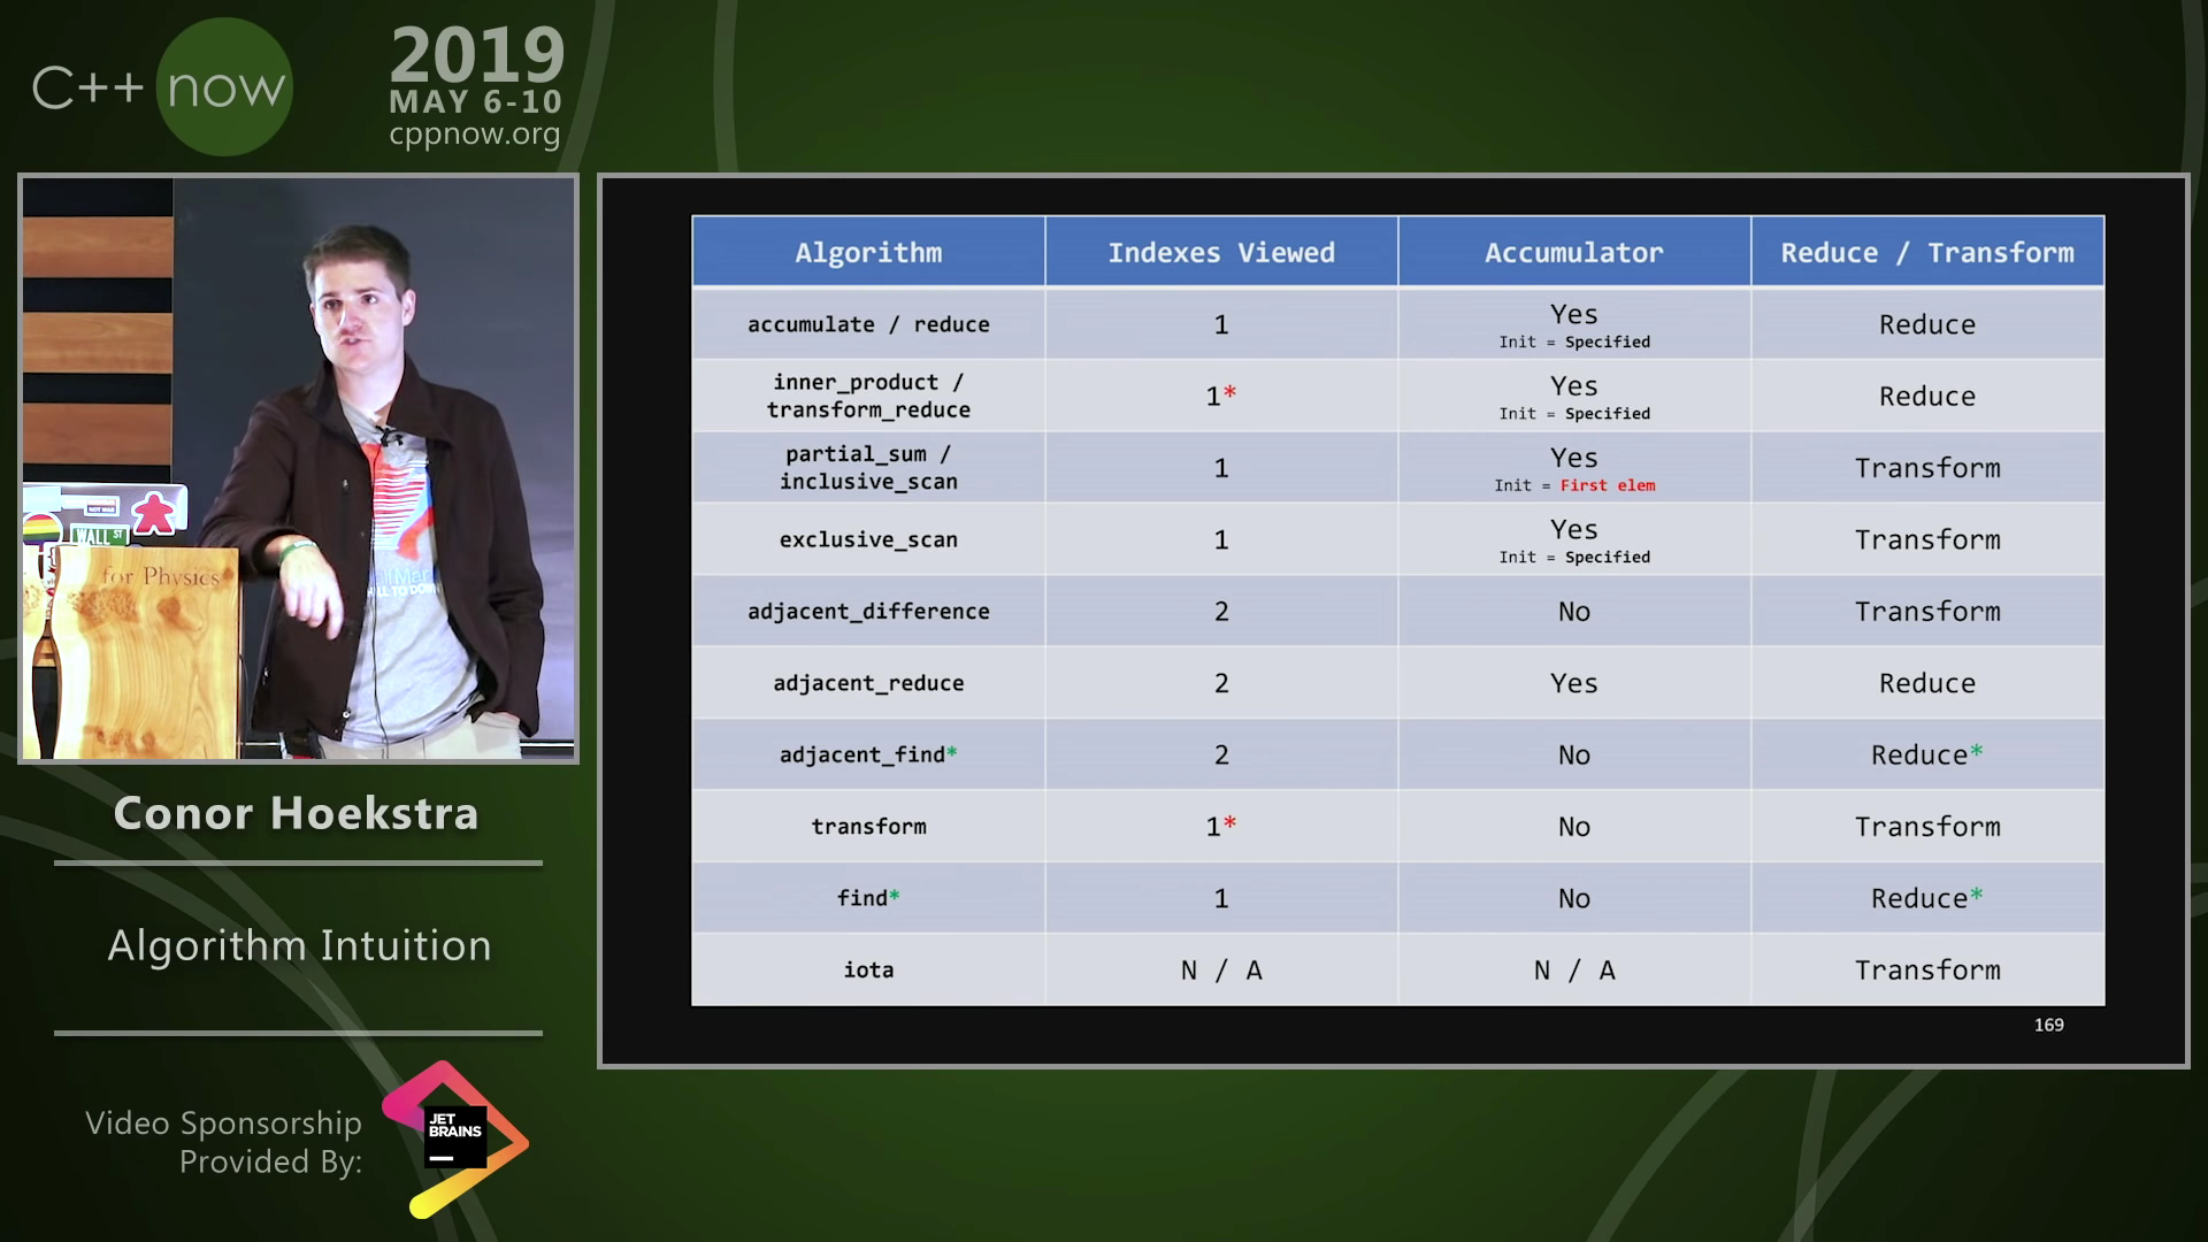 C++ now
2019
MAY 6-10
cppnow.org
WALL ST
for Physics
Conor Hoekstra
Algorithm Intuition
Video Sponsorship
Provided By:
JET
BRAINS
Algorithm Indexes Viewed Accumulator Reduce / Transform
accumulate / reduce 1 Yes Reduce
Init = Specified
inner_product / 1* Yes Reduce
transform_reduce Init = Specified
partial_sum / 1 Yes Transform
inclusive_scan Init = First elem
exclusive_scan 1 Yes Transform
Init = Specified
adjacent_difference 2 No Transform
adjacent_reduce 2 Yes Reduce
adjacent_find* 2 No Reduce*
transform 1* No Transform
find* 1 No Reduce*
iota N / A N / A Transform
169